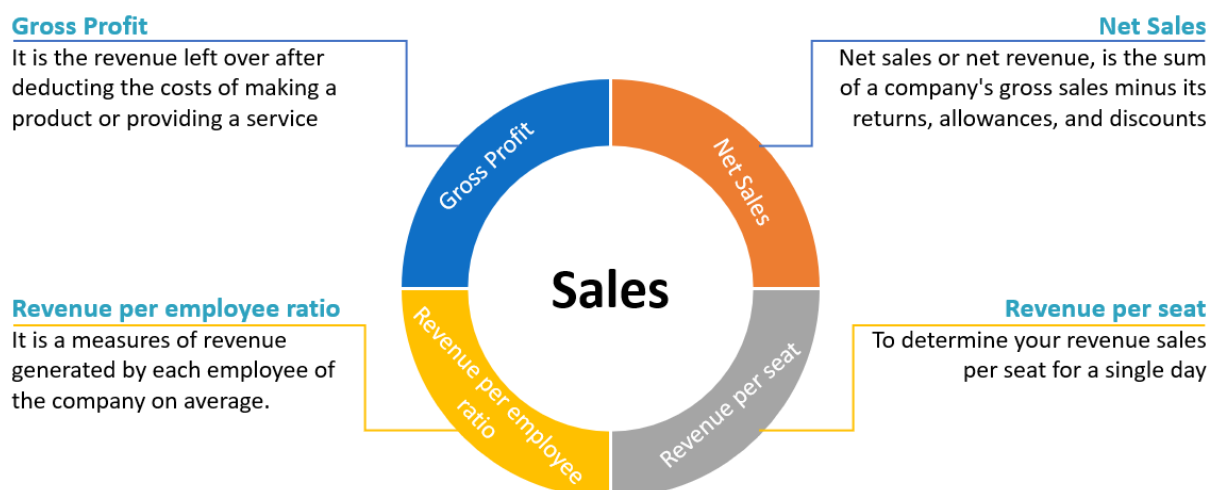 Gross Profit
It is the revenue left over after
deducting the costs of making a
product or providing a service
Net Sales
Net sales or net revenue, is the sum
of a company's gross sales minus its
returns, allowances, and discounts
Gross Profit
Net Sales
Sales
Revenue per employee ratio
It is a measures of revenue
generated by each employee of
the company on average.
Revenue per seat
To determine your revenue sales
per seat for a single day
Revenue per employee
ratio
Revenue per seat